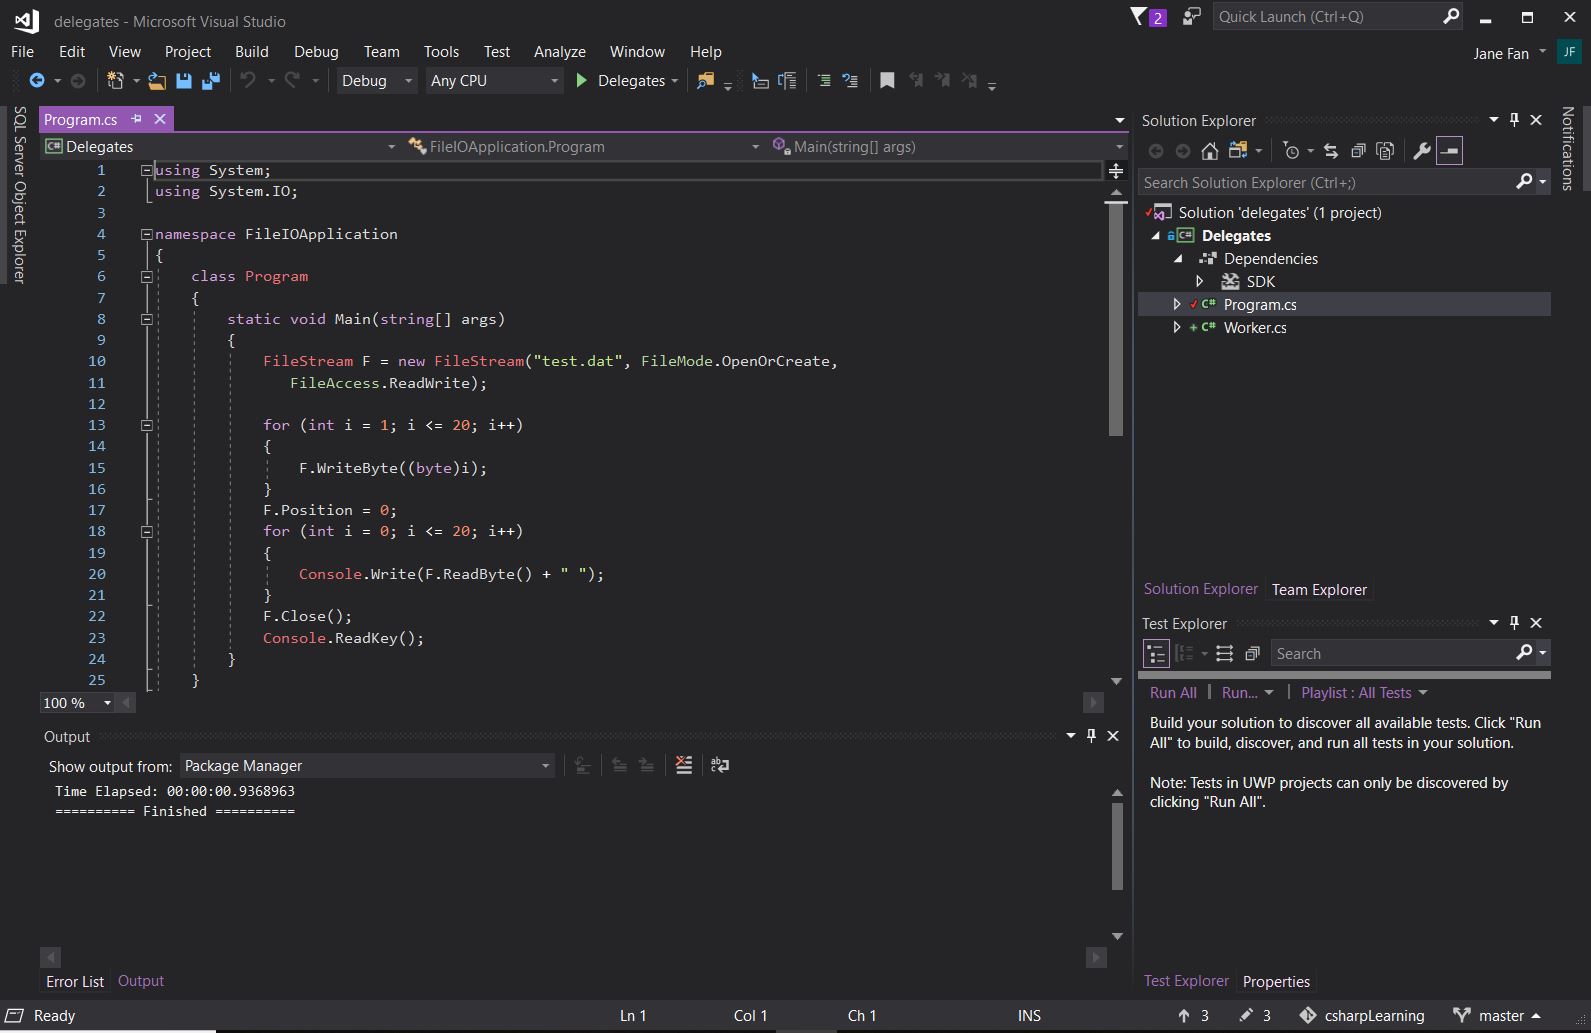 delegates - Microsoft Visual Studio
2
Quick Launch (Ctrl+Q)
File Edit View Project Build Debug Team Tools Test Analyze Window Help
Jane Fan
JF
Debug Any CPU Delegates
SQL Server Object Explorer
Program.cs
C# Delegates FileIOApplication.Program Main(string[] args)
1 using System;
2 using System.IO;
3
4 namespace FileIOApplication
5 {
6 class Program
7 {
8 static void Main(string[] args)
9 {
10 FileStream F = new FileStream("test.dat", FileMode.OpenOrCreate,
11 FileAccess.ReadWrite);
12
13 for (int i = 1; i <= 20; i++)
14 {
15 F.WriteByte((byte)i);
16 }
17 F.Position = 0;
18 for (int i = 0; i <= 20; i++)
19 {
20 Console.Write(F.ReadByte() + " ");
21 }
22 F.Close();
23 Console.ReadKey();
24 }
25 }
100 %
Output
Show output from: Package Manager
Time Elapsed: 00:00:00.9368963
========== Finished ==========
Error List Output
Solution Explorer
Search Solution Explorer (Ctrl+;)
Solution 'delegates' (1 project)
C# Delegates
Dependencies
SDK
C# Program.cs
C# Worker.cs
Solution Explorer Team Explorer
Test Explorer
Search
Run All | Run... | Playlist : All Tests
Build your solution to discover all available tests. Click "Run
All" to build, discover, and run all tests in your solution.
Note: Tests in UWP projects can only be discovered by
clicking "Run All".
Test Explorer Properties
Notifications
Ready Ln 1 Col 1 Ch 1 INS 3 3 csharpLearning master